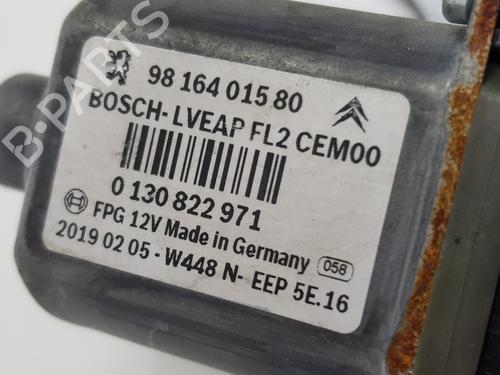 98 164 015 80
BOSCH- LVEAP FL2 CEM00
0 130 822 971
FPG 12V Made in Germany 058
2019 02 05 - W448 N- EEP 5E.16
B-PARTS